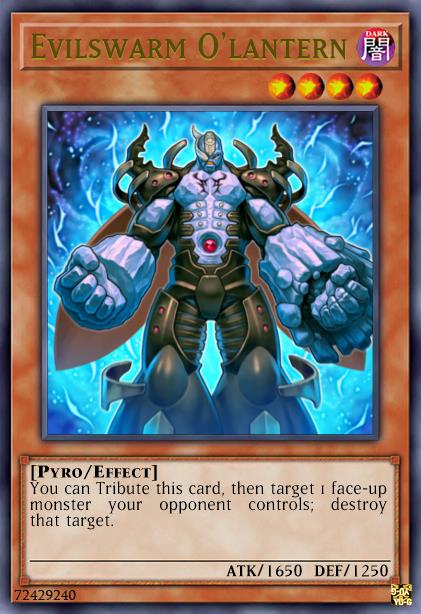 Evilswarm O'lantern
DARK
闇
[Pyro/Effect]
You can Tribute this card, then target 1 face-up
monster your opponent controls; destroy
that target.
ATK/1650 DEF/1250
72429240